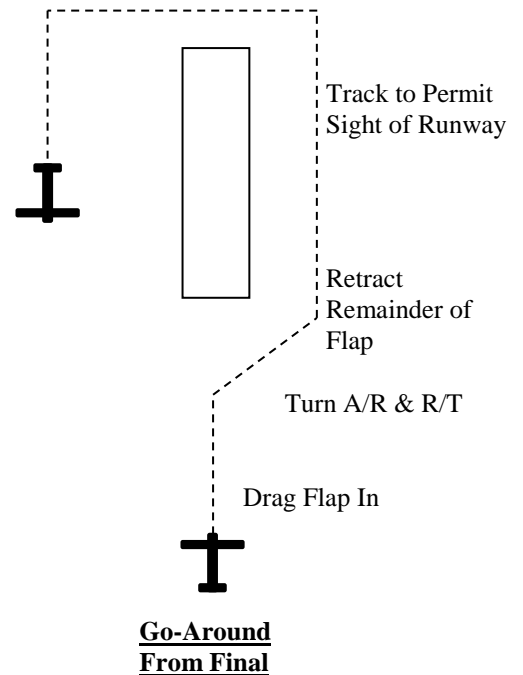 Track to Permit
Sight of Runway
Retract
Remainder of
Flap
Turn A/R & R/T
Drag Flap In
Go-Around
From Final